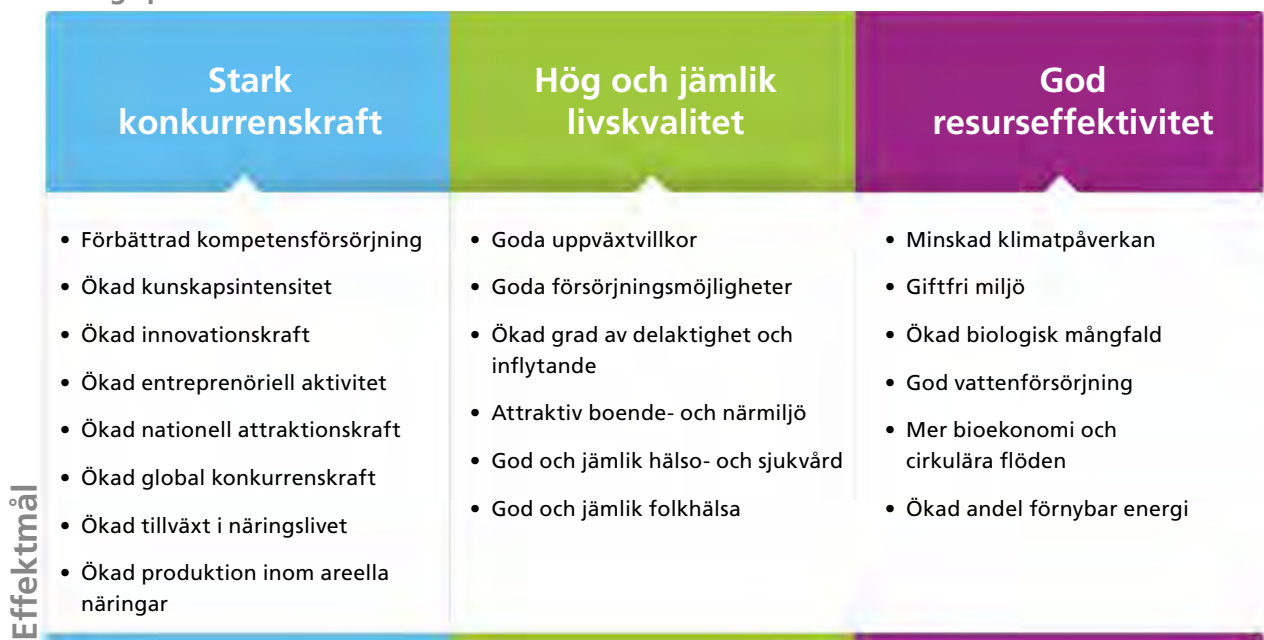 Stark
konkurrenskraft
Hög och jämlik
livskvalitet
God
resurseffektivitet
• Förbättrad kompetensförsörjning
• Ökad kunskapsintensitet
• Ökad innovationskraft
• Ökad entreprenöriell aktivitet
• Ökad nationell attraktionskraft
• Ökad global konkurrenskraft
• Ökad tillväxt i näringslivet
• Ökad produktion inom areella
näringar
• Goda uppväxtvillkor
• Goda försörjningsmöjligheter
• Ökad grad av delaktighet och
inflytande
• Attraktiv boende- och närmiljö
• God och jämlik hälso- och sjukvård
• God och jämlik folkhälsa
• Minskad klimatpåverkan
• Giftfri miljö
• Ökad biologisk mångfald
• God vattenförsörjning
• Mer bioekonomi och
cirkulära flöden
• Ökad andel förnybar energi
Effektmål